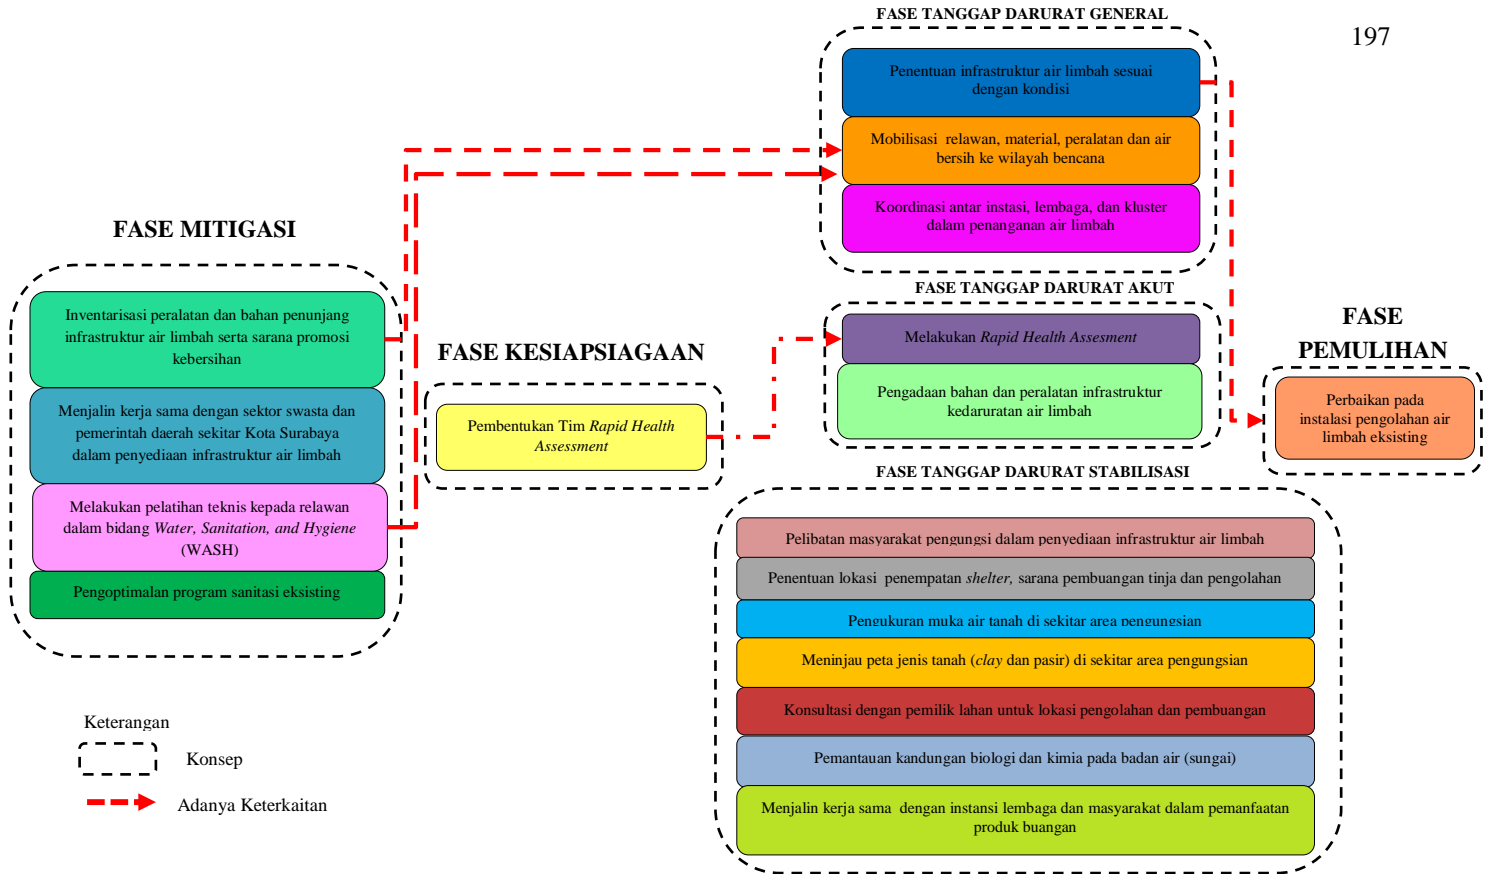 197
FASE MITIGASI
Inventarisasi peralatan dan bahan penunjang
infrastruktur air limbah serta sarana promosi
kebersihan
Menjalin kerja sama dengan sektor swasta dan
pemerintah daerah sekitar Kota Surabaya
dalam penyediaan infrastruktur air limbah
Melakukan pelatihan teknis kepada relawan
dalam bidang Water, Sanitation, and Hygiene
(WASH)
Pengoptimalan program sanitasi eksisting
FASE KESIAPSIAGAAN
Pembentukan Tim Rapid Health
Assessment
FASE TANGGAP DARURAT GENERAL
Penentuan infrastruktur air limbah sesuai
dengan kondisi
Mobilisasi relawan, material, peralatan dan air
bersih ke wilayah bencana
Koordinasi antar instasi, lembaga, dan kluster
dalam penanganan air limbah
FASE TANGGAP DARURAT AKUT
Melakukan Rapid Health Assesment
Pengadaan bahan dan peralatan infrastruktur
kedaruratan air limbah
FASE TANGGAP DARURAT STABILISASI
Pelibatan masyarakat pengungsi dalam penyediaan infrastruktur air limbah
Penentuan lokasi penempatan shelter, sarana pembuangan tinja dan pengolahan
Pengukuran muka air tanah di sekitar area pengungsian
Meninjau peta jenis tanah (clay dan pasir) di sekitar area pengungsian
Konsultasi dengan pemilik lahan untuk lokasi pengolahan dan pembuangan
Pemantauan kandungan biologi dan kimia pada badan air (sungai)
Menjalin kerja sama dengan instansi lembaga dan masyarakat dalam pemanfaatan
produk buangan
FASE
PEMULIHAN
Perbaikan pada
instalasi pengolahan air
limbah eksisting
Keterangan
Konsep
Adanya Keterkaitan